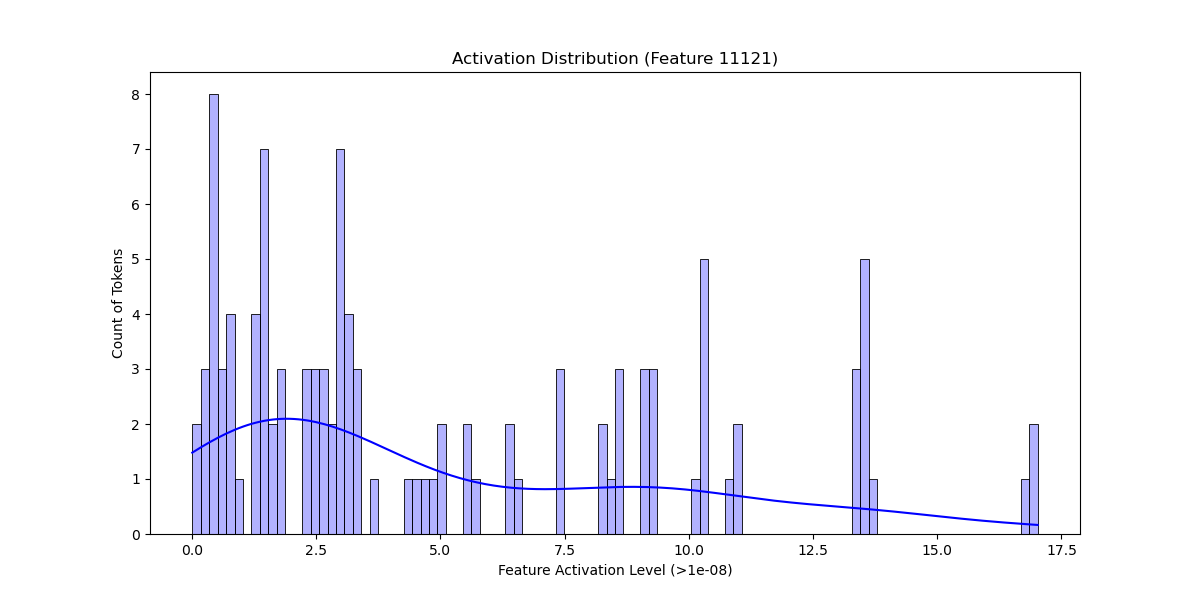 Activation Distribution (Feature 11121)
Count of Tokens
8
7
6
5
4
3
2
1
0
0.0 2.5 5.0 7.5 10.0 12.5 15.0 17.5
Feature Activation Level (>1e-08)